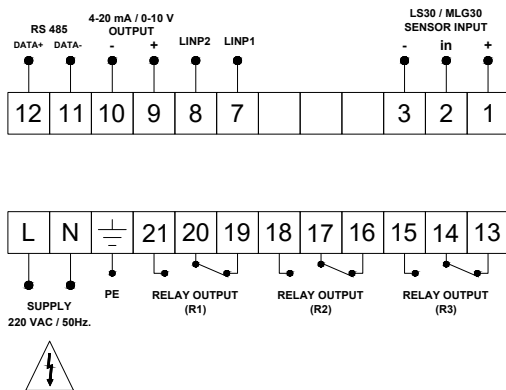 RS 485
DATA+ DATA-
4-20 mA / 0-10 V
OUTPUT
- +
LINP2 LINP1
LS30 / MLG30
SENSOR INPUT
- in +
12 11 10 9 8 7 3 2 1
L N 21 20 19 18 17 16 15 14 13
SUPPLY
220 VAC / 50Hz.
PE
RELAY OUTPUT
(R1)
RELAY OUTPUT
(R2)
RELAY OUTPUT
(R3)